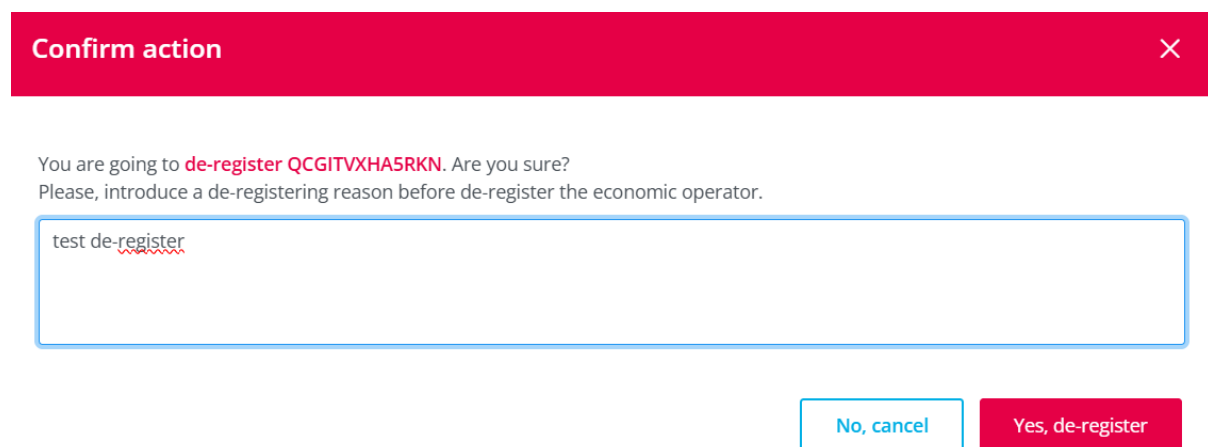 Confirm action
You are going to de-register QCGITVXHA5RKN. Are you sure?
Please, introduce a de-registering reason before de-register the economic operator.
test de-register
No, cancel
Yes, de-register